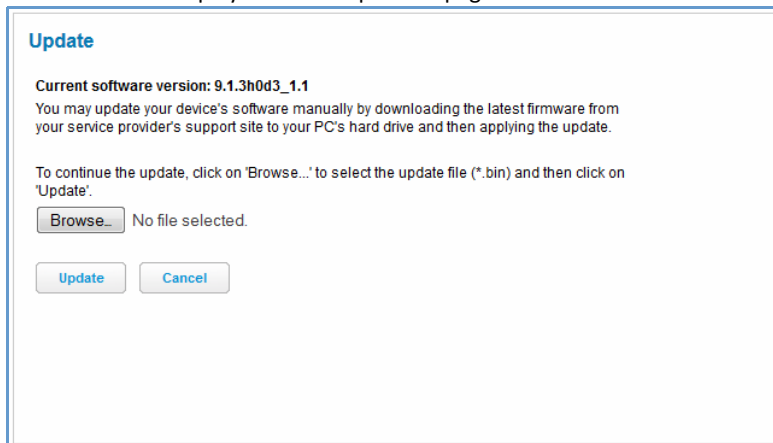 Update
Current software version: 9.1.3h0d3_1.1
You may update your device's software manually by downloading the latest firmware from
your service provider's support site to your PC's hard drive and then applying the update.
To continue the update, click on 'Browse...' to select the update file (*.bin) and then click on
'Update'.
Browse... No file selected.
Update Cancel